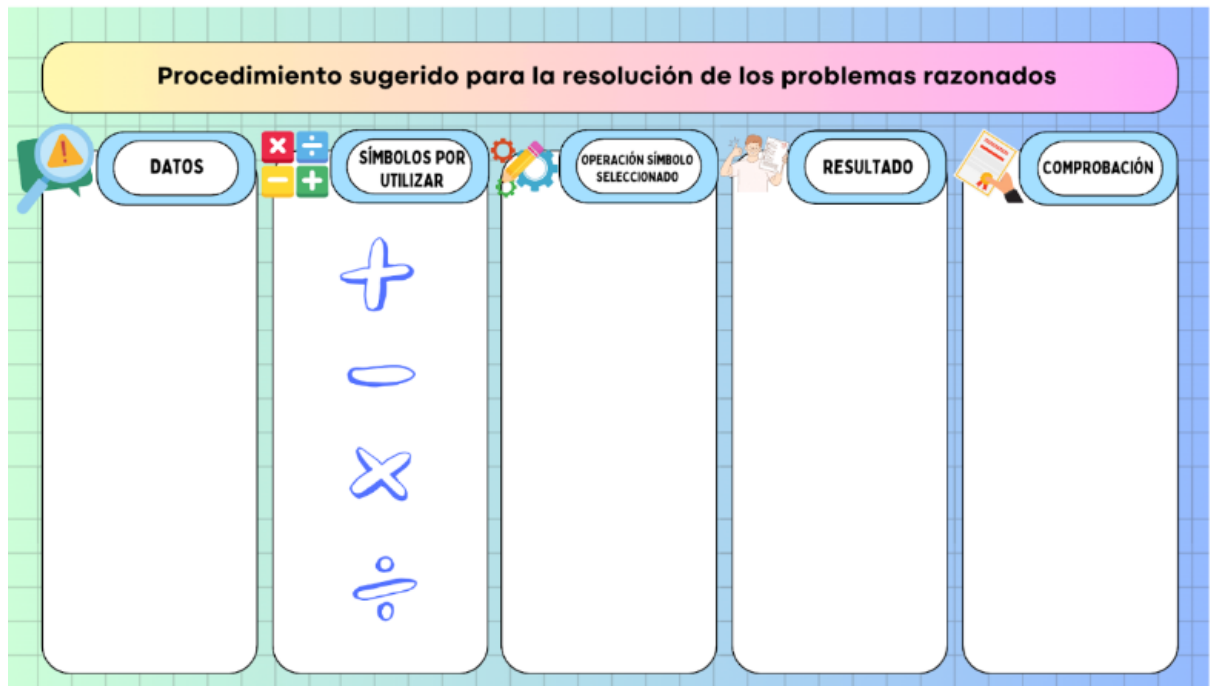 Procedimiento sugerido para la resolución de los problemas razonados
DATOS
SÍMBOLOS POR
UTILIZAR
OPERACIÓN SÍMBOLO
SELECCIONADO
RESULTADO
COMPROBACIÓN
+
−
×
÷